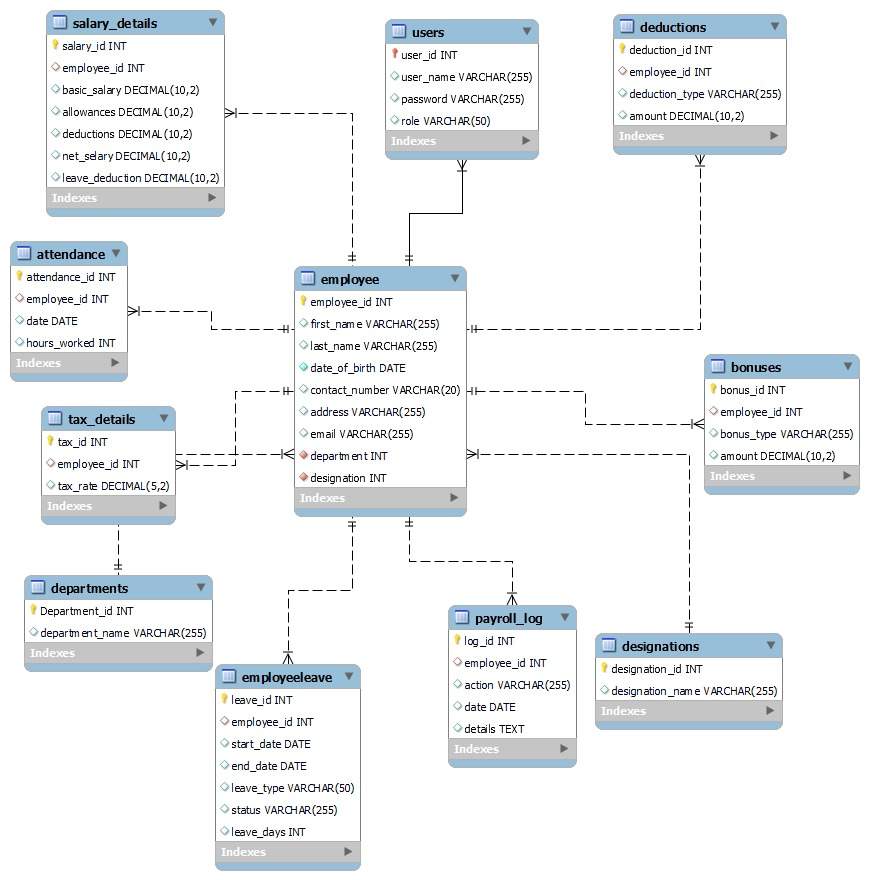 salary_details
salary_id INT
employee_id INT
basic_salary DECIMAL(10,2)
allowances DECIMAL(10,2)
deductions DECIMAL(10,2)
net_selary DECIMAL(10,2)
leave_deduction DECIMAL(10,2)
Indexes
users
user_id INT
user_name VARCHAR(255)
password VARCHAR(255)
role VARCHAR(50)
Indexes
deductions
deduction_id INT
employee_id INT
deduction_type VARCHAR(255)
amount DECIMAL(10,2)
Indexes
attendance
attendance_id INT
employee_id INT
date DATE
hours_worked INT
Indexes
employee
employee_id INT
first_name VARCHAR(255)
last_name VARCHAR(255)
date_of_birth DATE
contact_number VARCHAR(20)
address VARCHAR(255)
email VARCHAR(255)
department INT
designation INT
Indexes
bonuses
bonus_id INT
employee_id INT
bonus_type VARCHAR(255)
amount DECIMAL(10,2)
Indexes
tax_details
tax_id INT
employee_id INT
tax_rate DECIMAL(5,2)
Indexes
departments
Department_id INT
department_name VARCHAR(255)
Indexes
employeeleave
leave_id INT
employee_id INT
start_date DATE
end_date DATE
leave_type VARCHAR(50)
status VARCHAR(255)
leave_days INT
Indexes
payroll_log
log_id INT
employee_id INT
action VARCHAR(255)
date DATE
details TEXT
Indexes
designations
designation_id INT
designation_name VARCHAR(255)
Indexes